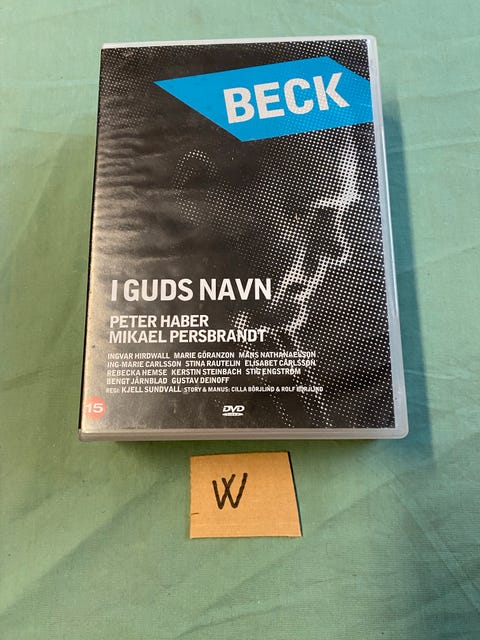 BECK
I GUDS NAVN
PETER HABER
MIKAEL PERSBRANDT
INGVAR HIRDWALL MARIE GÖRANZON MÅNS NATHANAELSON
ING-MARIE CARLSSON STINA RAUTELIN ELISABET CARLSSON
REBECKA HEMSE KERSTIN STEINBACH STIG ENGSTRÖM
BENGT JÄRNBLAD GUSTAV DEINOFF
REGI: KJELL SUNDVALL STORY & MANUS: CILLA BÖRJLIND & ROLF BÖRJLIND
15
DVD
W